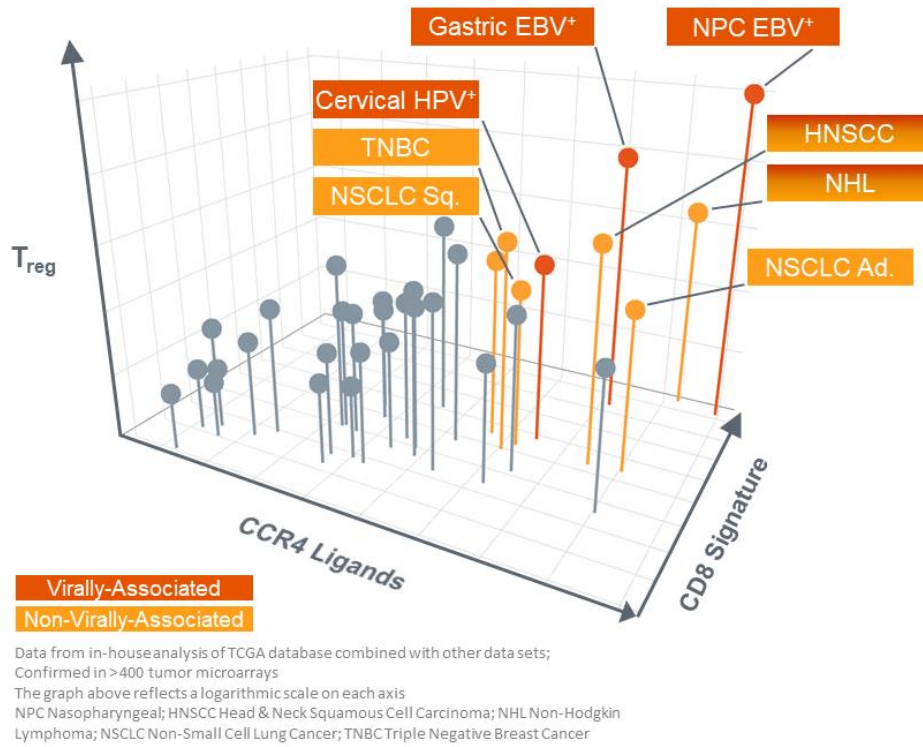 Gastric EBV+
NPC EBV+
Cervical HPV+
HNSCC
TNBC
NHL
NSCLC Sq.
Treg
NSCLC Ad.
CCR4 Ligands
CD8 Signature
Virally-Associated
Non-Virally-Associated
Data from in-house analysis of TCGA database combined with other data sets;
Confirmed in >400 tumor microarrays
The graph above reflects a logarithmic scale on each axis
NPC Nasopharyngeal; HNSCC Head & Neck Squamous Cell Carcinoma; NHL Non-Hodgkin
Lymphoma; NSCLC Non-Small Cell Lung Cancer; TNBC Triple Negative Breast Cancer